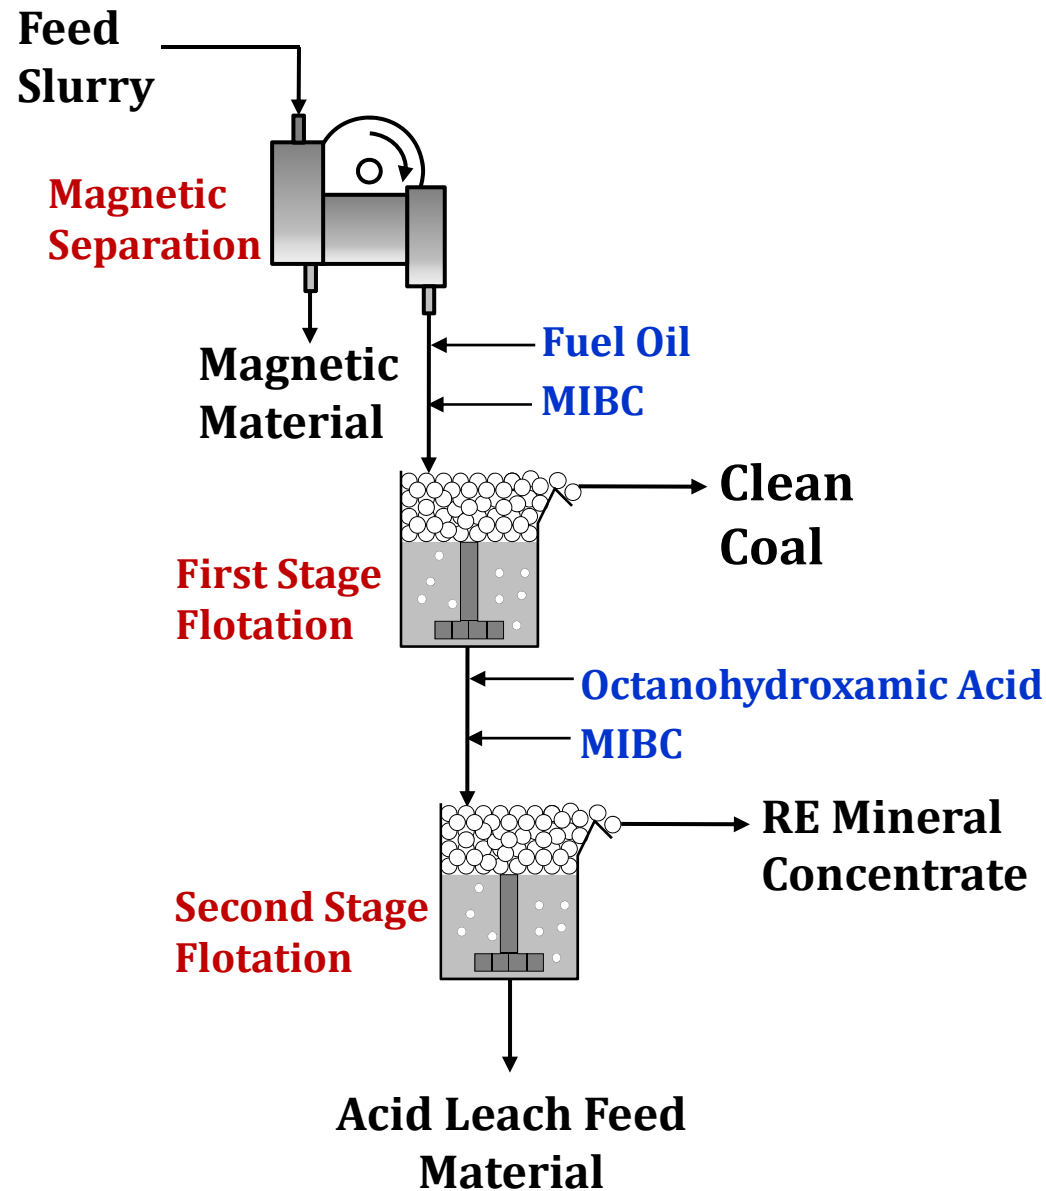 Feed
Slurry
Magnetic
Separation
Fuel Oil
Magnetic
Material
MIBC
Clean
Coal
First Stage
Flotation
Octanohydroxamic Acid
MIBC
RE Mineral
Concentrate
Second Stage
Flotation
Acid Leach Feed
Material